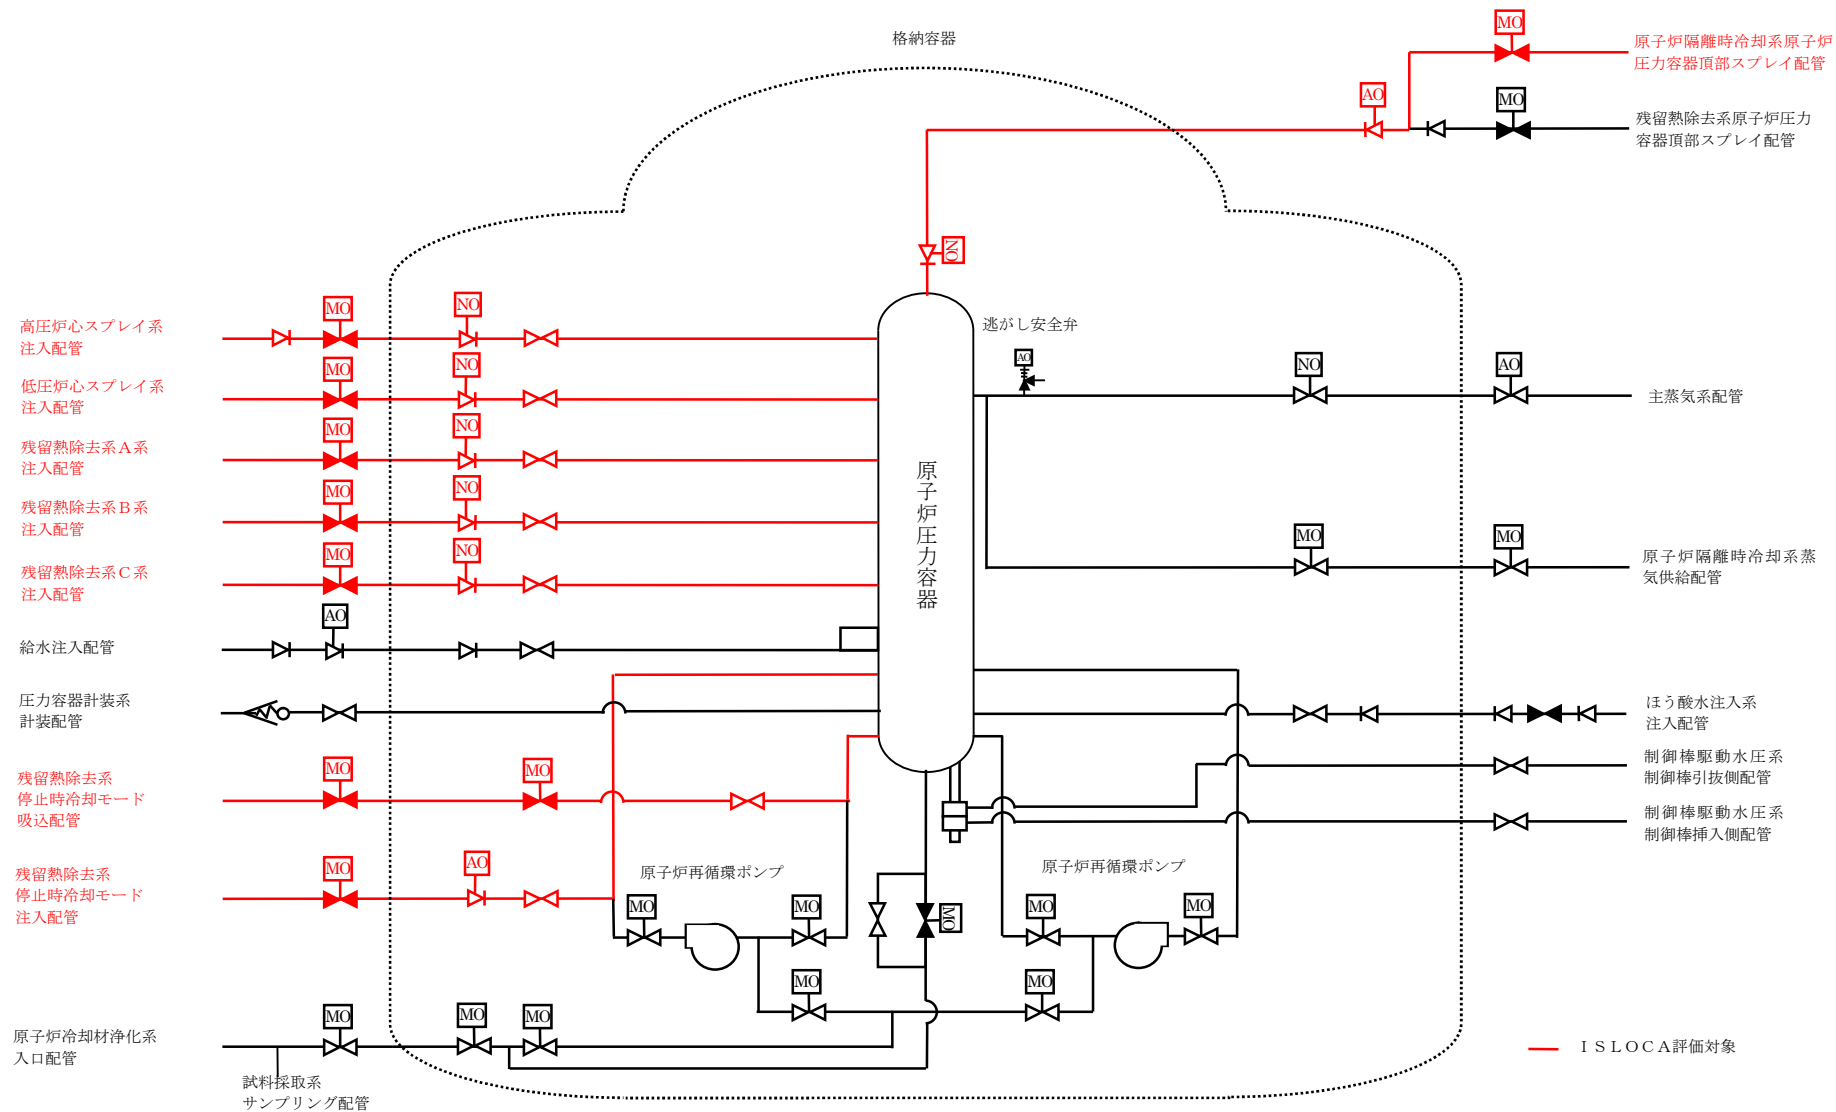 格納容器
MO
原子炉隔離時冷却系原子炉
圧力容器頂部スプレイ配管
AO
MO
残留熱除去系原子炉圧力
容器頂部スプレイ配管
NO
高圧炉心スプレイ系
注入配管
MO
NO
逃がし安全弁
AO
NO
AO
主蒸気系配管
低圧炉心スプレイ系
注入配管
MO
NO
残留熱除去系A系
注入配管
MO
NO
原子炉圧力容器
残留熱除去系B系
注入配管
MO
NO
MO
MO
原子炉隔離時冷却系蒸
気供給配管
残留熱除去系C系
注入配管
MO
NO
AO
給水注入配管
圧力容器計装系
計装配管
ほう酸水注入系
注入配管
残留熱除去系
停止時冷却モード
吸込配管
MO
MO
制御棒駆動水圧系
制御棒引抜側配管
制御棒駆動水圧系
制御棒挿入側配管
残留熱除去系
停止時冷却モード
注入配管
MO
AO
原子炉再循環ポンプ
MO
MO
MO
原子炉再循環ポンプ
MO
MO
MO
MO
原子炉冷却材浄化系
入口配管
MO
MO
MO
試料採取系
サンプリング配管
ISLOCA評価対象